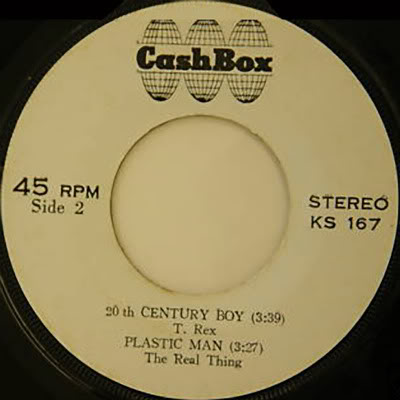 CashBox
45 RPM
Side 2
STEREO
KS 167
20 th CENTURY BOY (3:39)
T. Rex
PLASTIC MAN (3:27)
The Real Thing